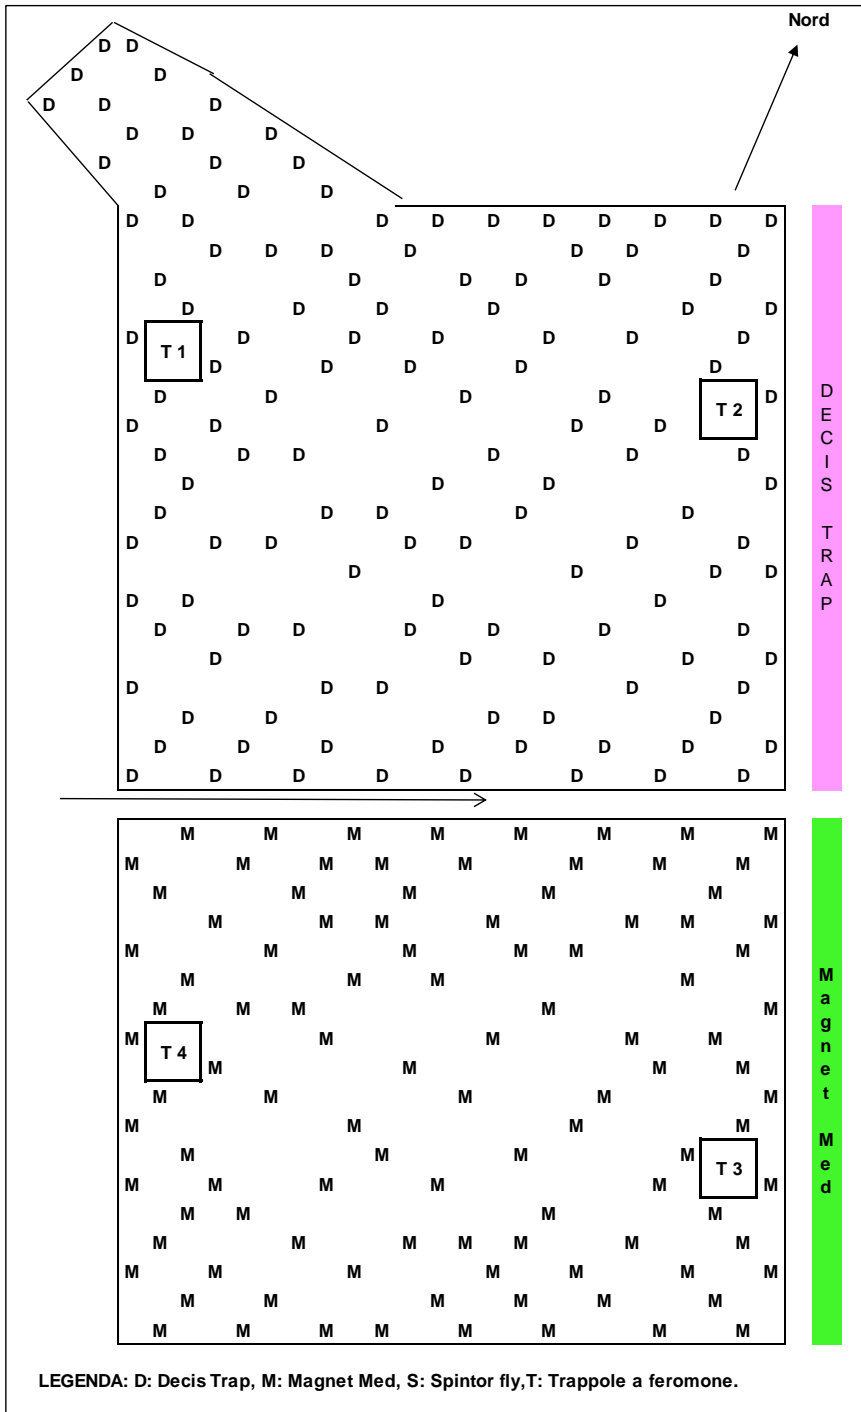 Nord
D D
D D
D D D
D D D
D D D
D D D
D D D D D D D D D D
D D D D D D D
D D D D D D
D D D D D D
D D D D D D D
T 1
D D D D D
D D D D D
T 2
D D D D D
D D D D D D
D D D D
D D D D D
D D D D D D D
D D D D
D D D D
D D D D D D D
D D D D D
D D D D D
D D D D D
D D D D D D D D
D D D D D D D D
DECIS TRAP
M M M M M M M M
M M M M M M M M
M M M M M
M M M M M M M
M M M M M M
M M M M
M M M M M
M M M M M
T 4
M M M M
M M M M M
M M M M
M M M M
T 3
M M M M M M
M M M M
M M M M M M M
M M M M M M M
M M M M M M
M M M M M M M M
Magnet Med
LEGENDA: D: Decis Trap, M: Magnet Med, S: Spintor fly,T: Trappole a feromone.